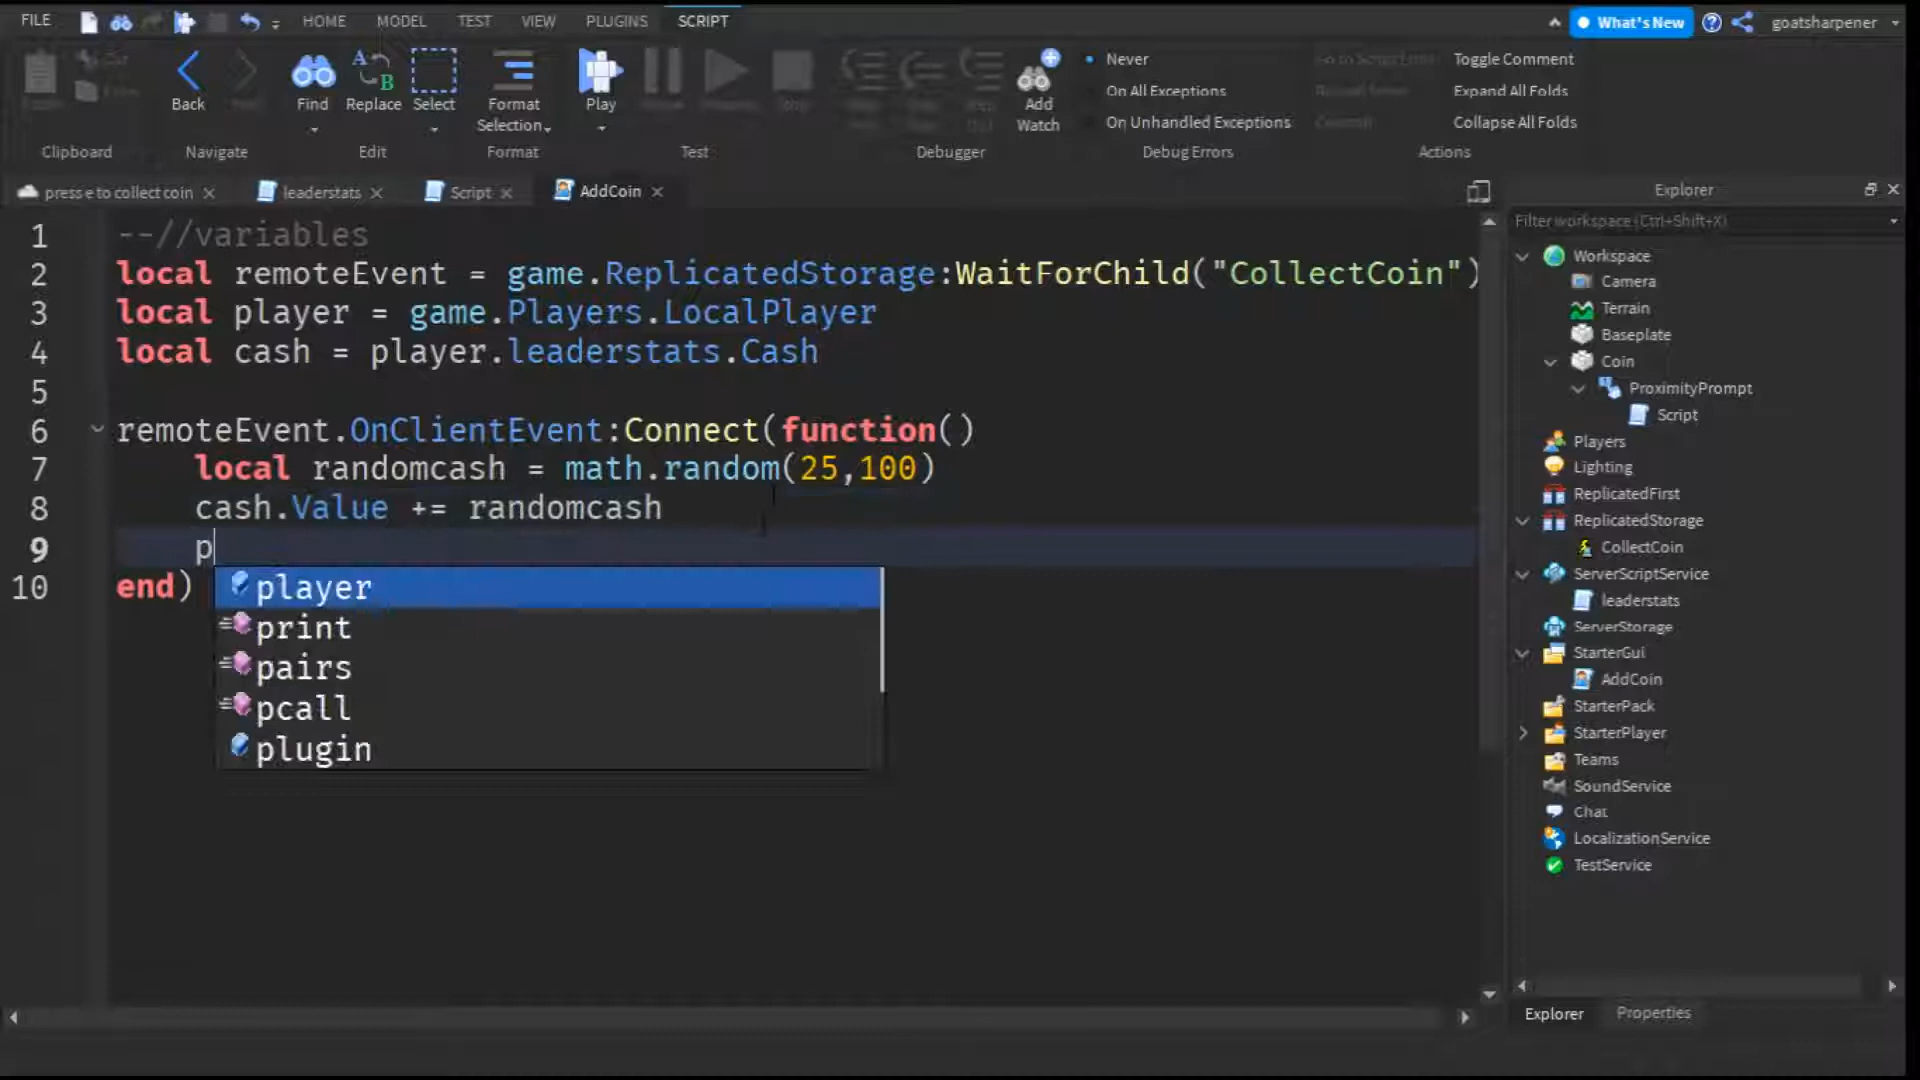 FILE HOME MODEL TEST VIEW PLUGINS SCRIPT What's New goatsharpener
Back Find Replace Select Format Selection Play Add Watch
Never
On All Exceptions
On Unhandled Exceptions
Toggle Comment
Expand All Folds
Collapse All Folds
Clipboard Navigate Edit Format Test Debugger Debug Errors Actions
press e to collect coin leaderstats Script AddCoin
1 --//variables
2 local remoteEvent = game.ReplicatedStorage:WaitForChild("CollectCoin")
3 local player = game.Players.LocalPlayer
4 local cash = player.leaderstats.Cash
5
6 remoteEvent.OnClientEvent:Connect(function()
7 local randomcash = math.random(25,100)
8 cash.Value += randomcash
9 p
10 end)
player
print
pairs
pcall
plugin
Explorer
Filter workspace (Ctrl+Shift+X)
Workspace
Camera
Terrain
Baseplate
Coin
ProximityPrompt
Script
Players
Lighting
ReplicatedFirst
ReplicatedStorage
CollectCoin
ServerScriptService
leaderstats
ServerStorage
StarterGui
AddCoin
StarterPack
StarterPlayer
Teams
SoundService
Chat
LocalizationService
TestService
Explorer Properties